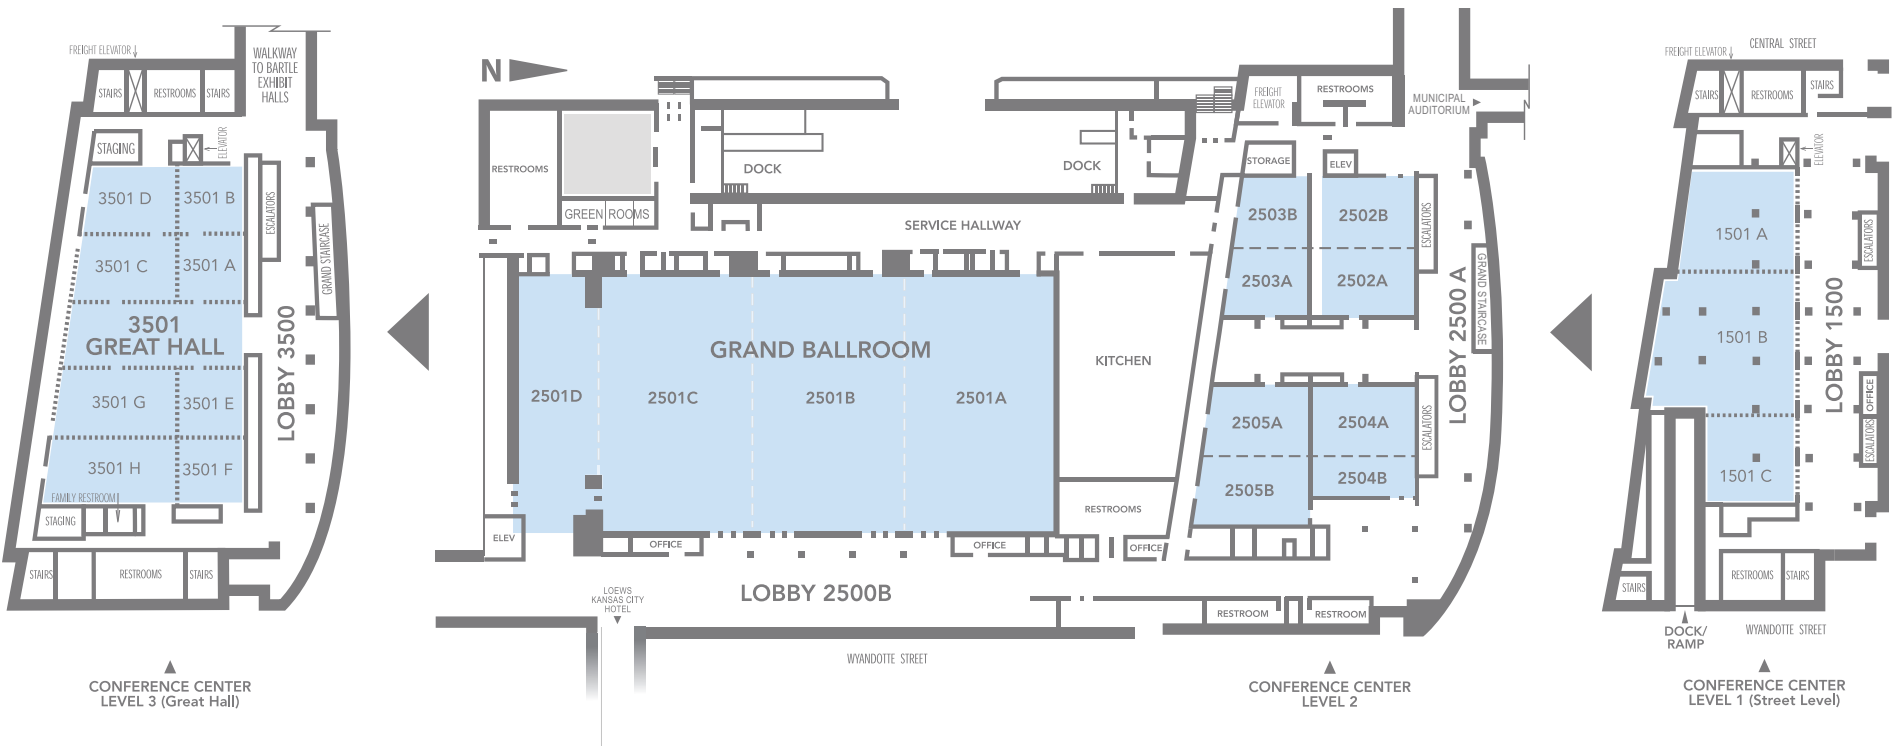 FREIGHT ELEVATOR
WALKWAY
TO BARTLE
EXHIBIT
HALLS
STAIRS
RESTROOMS
STAIRS
STAGING
ELEVATOR
3501 D
3501 B
ESCALATORS
GRAND STAIRCASE
3501 C
3501 A
3501
GREAT HALL
LOBBY 3500
3501 G
3501 E
3501 H
3501 F
FAMILY RESTROOM
STAGING
STAIRS
RESTROOMS
STAIRS
CONFERENCE CENTER
LEVEL 3 (Great Hall)
N
RESTROOMS
GREEN ROOMS
DOCK
DOCK
SERVICE HALLWAY
FREIGHT
ELEVATOR
RESTROOMS
MUNICIPAL
AUDITORIUM
STORAGE
ELEV
2503B
2502B
ESCALATORS
2503A
2502A
GRAND STAIRCASE
LOBBY 2500 A
GRAND BALLROOM
KITCHEN
2501D
2501C
2501B
2501A
2505A
2504A
ESCALATORS
2505B
2504B
RESTROOMS
ELEV
OFFICE
OFFICE
OFFICE
LOBBY 2500B
LOEWS
KANSAS CITY
HOTEL
RESTROOM
RESTROOM
WYANDOTTE STREET
CONFERENCE CENTER
LEVEL 2
CENTRAL STREET
FREIGHT ELEVATOR
STAIRS
RESTROOMS
STAIRS
ELEVATOR
1501 A
ESCALATORS
1501 B
LOBBY 1500
OFFICE
ESCALATORS
1501 C
STAIRS
RESTROOMS
STAIRS
DOCK/
RAMP
WYANDOTTE STREET
CONFERENCE CENTER
LEVEL 1 (Street Level)